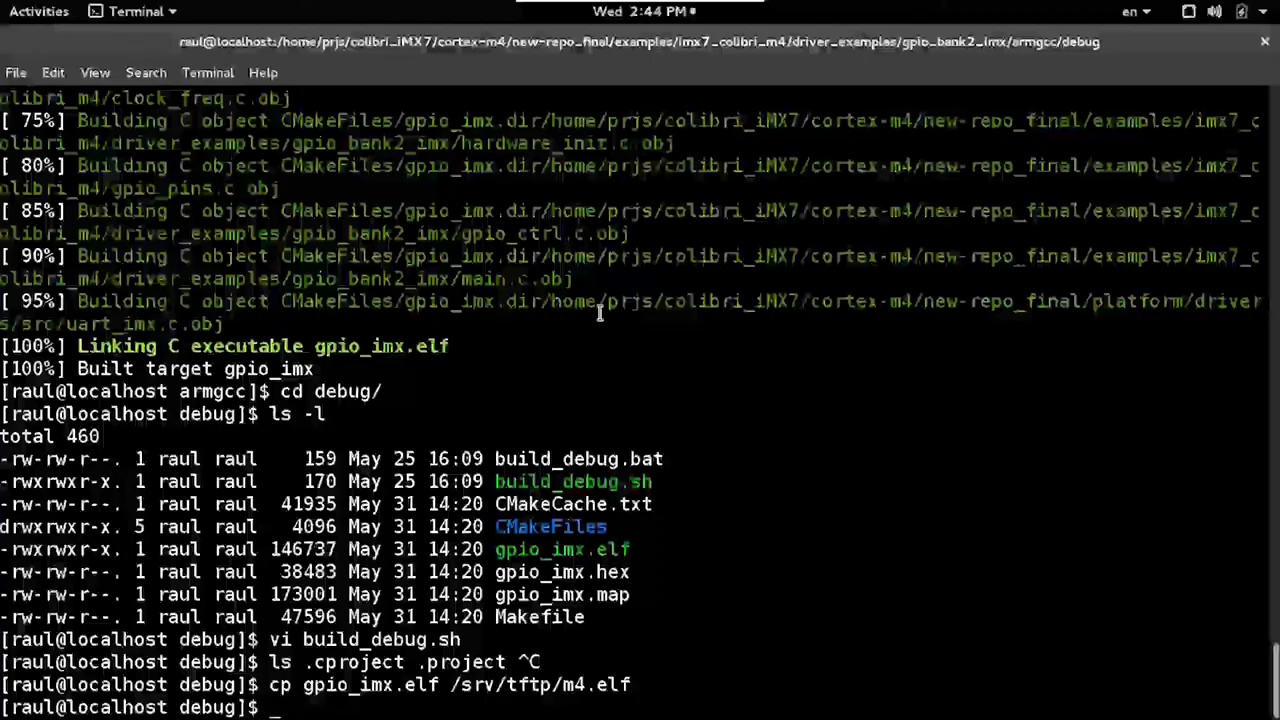 Activities Terminal Wed 2:44 PM en
raul@localhost:/home/prjs/colibri_iMX7/cortex-m4/new-repo_final/examples/imx7_colibri_m4/driver_examples/gpio_bank2_imx/armgcc/debug ×
File Edit View Search Terminal Help
olibri_m4/clock_freq.c.obj
[ 75%] Building C object CMakeFiles/gpio_imx.dir/home/prjs/colibri_iMX7/cortex-m4/new-repo_final/examples/imx7_c
olibri_m4/driver_examples/gpio_bank2_imx/hardware_init.c.obj
[ 80%] Building C object CMakeFiles/gpio_imx.dir/home/prjs/colibri_iMX7/cortex-m4/new-repo_final/examples/imx7_c
olibri_m4/gpio_pins.c.obj
[ 85%] Building C object CMakeFiles/gpio_imx.dir/home/prjs/colibri_iMX7/cortex-m4/new-repo_final/examples/imx7_c
olibri_m4/driver_examples/gpio_bank2_imx/gpio_ctrl.c.obj
[ 90%] Building C object CMakeFiles/gpio_imx.dir/home/prjs/colibri_iMX7/cortex-m4/new-repo_final/examples/imx7_c
olibri_m4/driver_examples/gpio_bank2_imx/main.c.obj
[ 95%] Building C object CMakeFiles/gpio_imx.dir/home/prjs/colibri_iMX7/cortex-m4/new-repo_final/platform/driver
s/src/uart_imx.c.obj
[100%] Linking C executable gpio_imx.elf
[100%] Built target gpio_imx
[raul@localhost armgcc]$ cd debug/
[raul@localhost debug]$ ls -l
total 460
-rw-rw-r--. 1 raul raul    159 May 25 16:09 build_debug.bat
-rwxrwxr-x. 1 raul raul    170 May 25 16:09 build_debug.sh
-rw-rw-r--. 1 raul raul  41935 May 31 14:20 CMakeCache.txt
drwxrwxr-x. 5 raul raul   4096 May 31 14:20 CMakeFiles
-rwxrwxr-x. 1 raul raul 146737 May 31 14:20 gpio_imx.elf
-rw-rw-r--. 1 raul raul  38483 May 31 14:20 gpio_imx.hex
-rw-rw-r--. 1 raul raul 173001 May 31 14:20 gpio_imx.map
-rw-rw-r--. 1 raul raul  47596 May 31 14:20 Makefile
[raul@localhost debug]$ vi build_debug.sh
[raul@localhost debug]$ ls .cproject .project ^C
[raul@localhost debug]$ cp gpio_imx.elf /srv/tftp/m4.elf
[raul@localhost debug]$ _